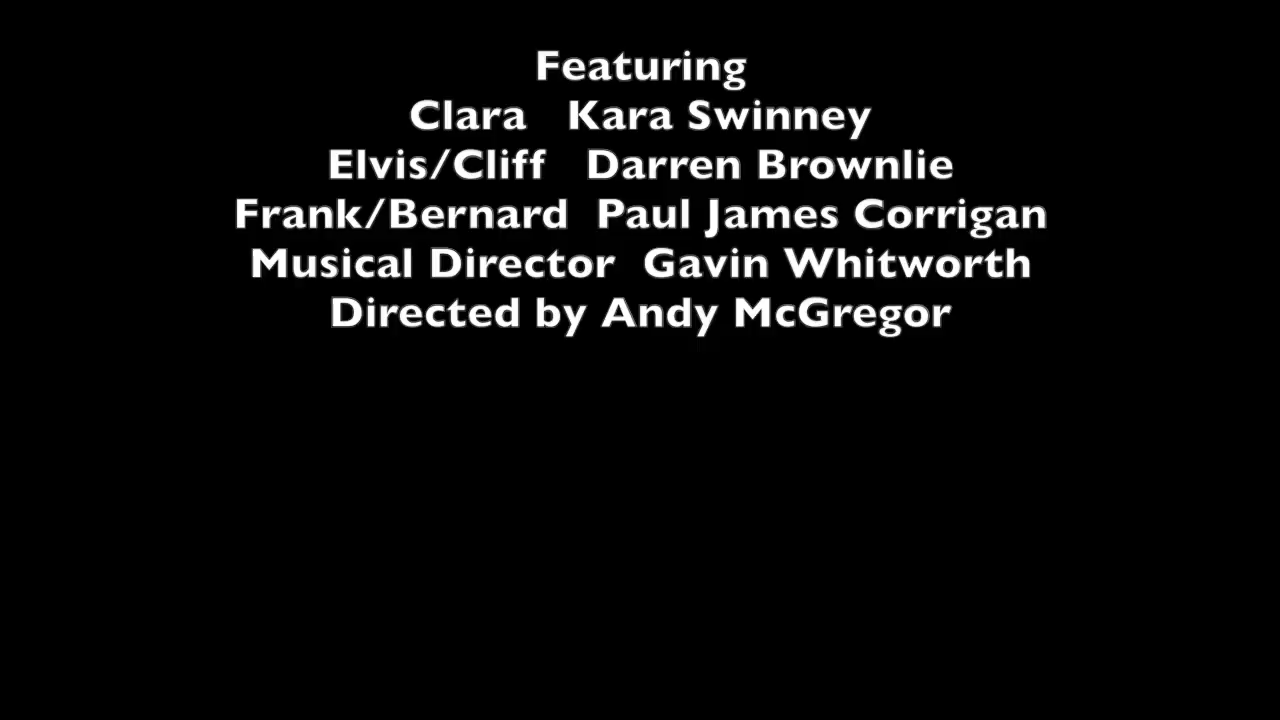 Featuring
Clara Kara Swinney
Elvis/Cliff Darren Brownlie
Frank/Bernard Paul James Corrigan
Musical Director Gavin Whitworth
Directed by Andy McGregor